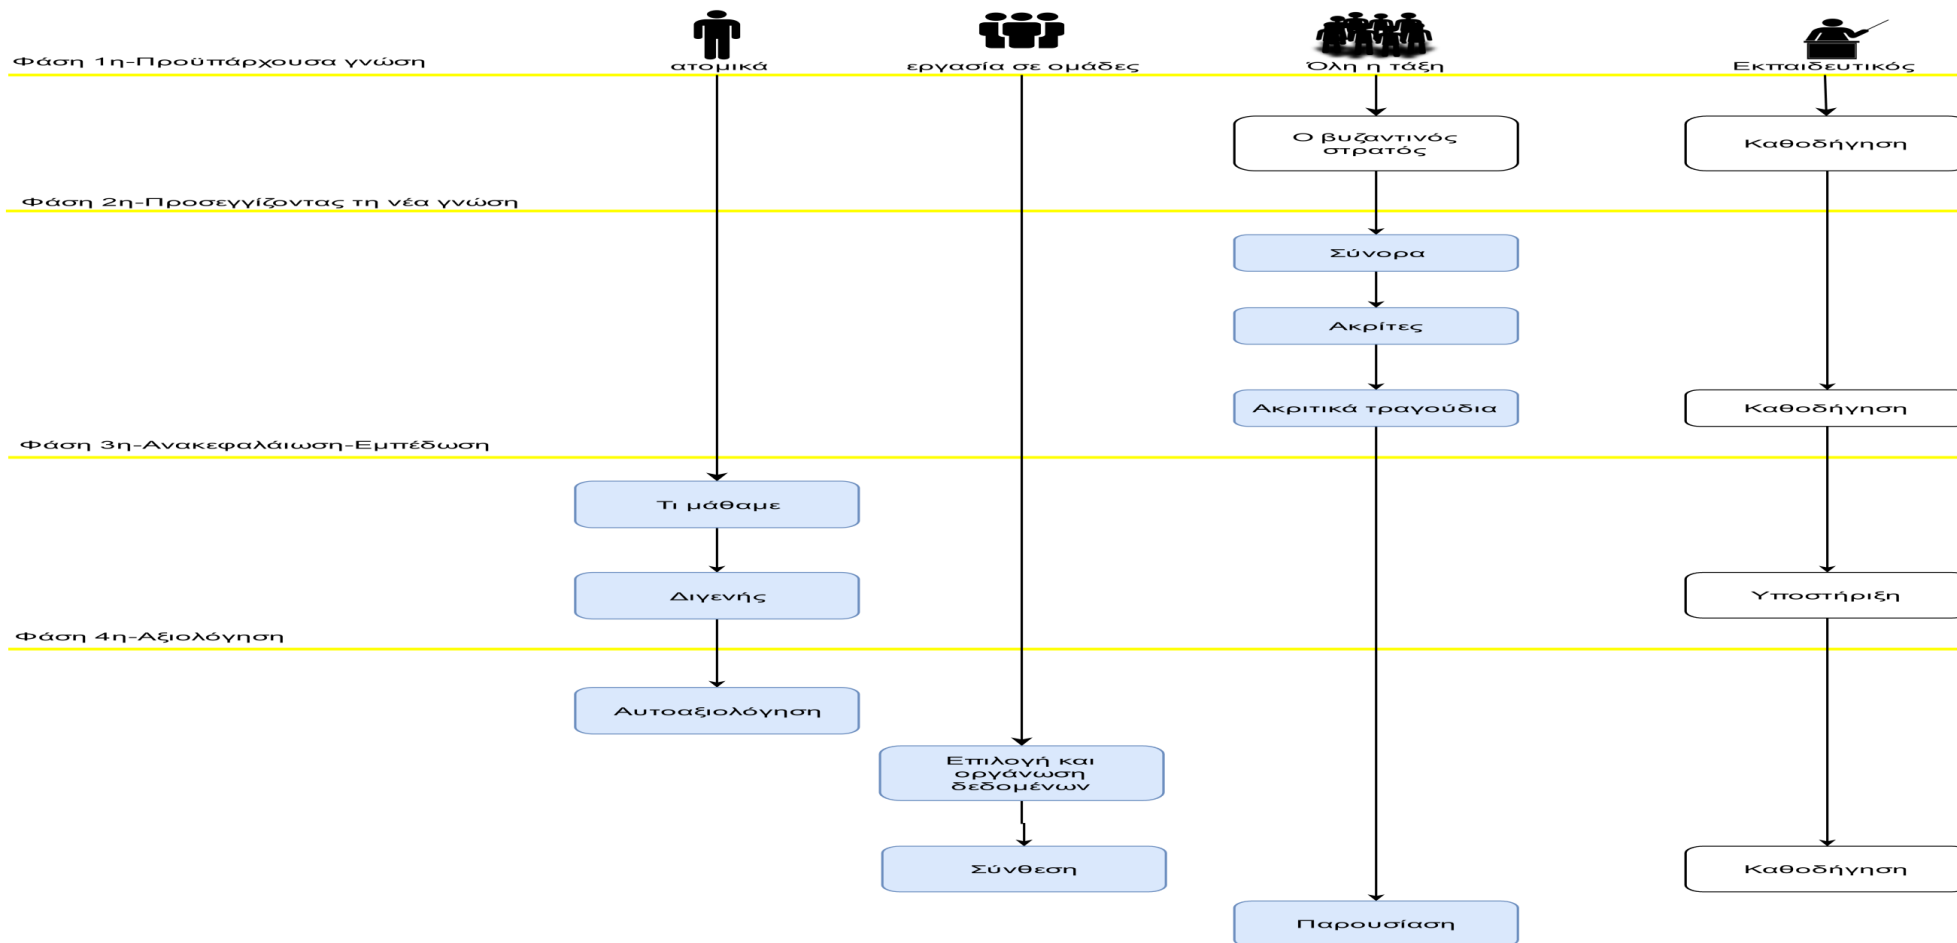 Φάση 1η-Προϋπάρχουσα γνώση
ατομικά
εργασία σε ομάδες
Όλη η τάξη
Εκπαιδευτικός
Ο βυζαντινός
στρατός
Καθοδήγηση
Φάση 2η-Προσεγγίζοντας τη νέα γνώση
Σύνορα
Ακρίτες
Ακριτικά τραγούδια
Καθοδήγηση
Φάση 3η-Ανακεφαλάιωση-Εμπέδωση
Τι μάθαμε
Διγενής
Υποστήριξη
Φάση 4η-Αξιολόγηση
Αυτοαξιολόγηση
Επιλογή και
οργάνωση
δεδομένων
Σύνθεση
Καθοδήγηση
Παρουσίαση